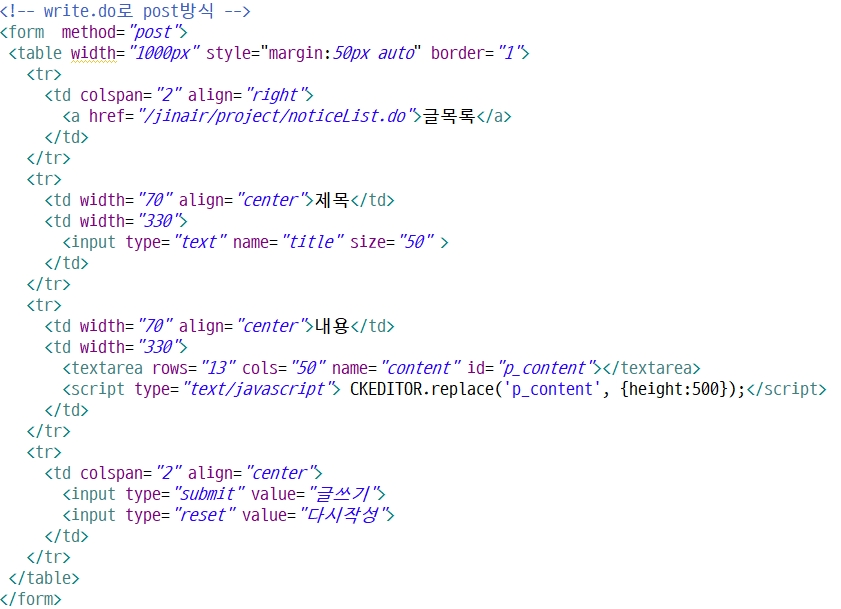 <!-- write.do로 post방식 -->
<form  method="post">
 <table width="1000px" style="margin:50px auto" border="1">
   <tr>
     <td colspan="2" align="right">
       <a href="/jinair/project/noticeList.do">글목록</a>
     </td>
   </tr>
   <tr>
     <td width="70" align="center">제목</td>
     <td width="330">
       <input type="text" name="title" size="50" >
     </td>
   </tr>
   <tr>
     <td width="70" align="center">내용</td>
     <td width="330">
       <textarea rows="13" cols="50" name="content" id="p_content"></textarea>
       <script type="text/javascript"> CKEDITOR.replace('p_content', {height:500});</script>
     </td>
   </tr>
   <tr>
     <td colspan="2" align="center">
       <input type="submit" value="글쓰기">
       <input type="reset" value="다시작성">
     </td>
   </tr>
 </table>
</form>